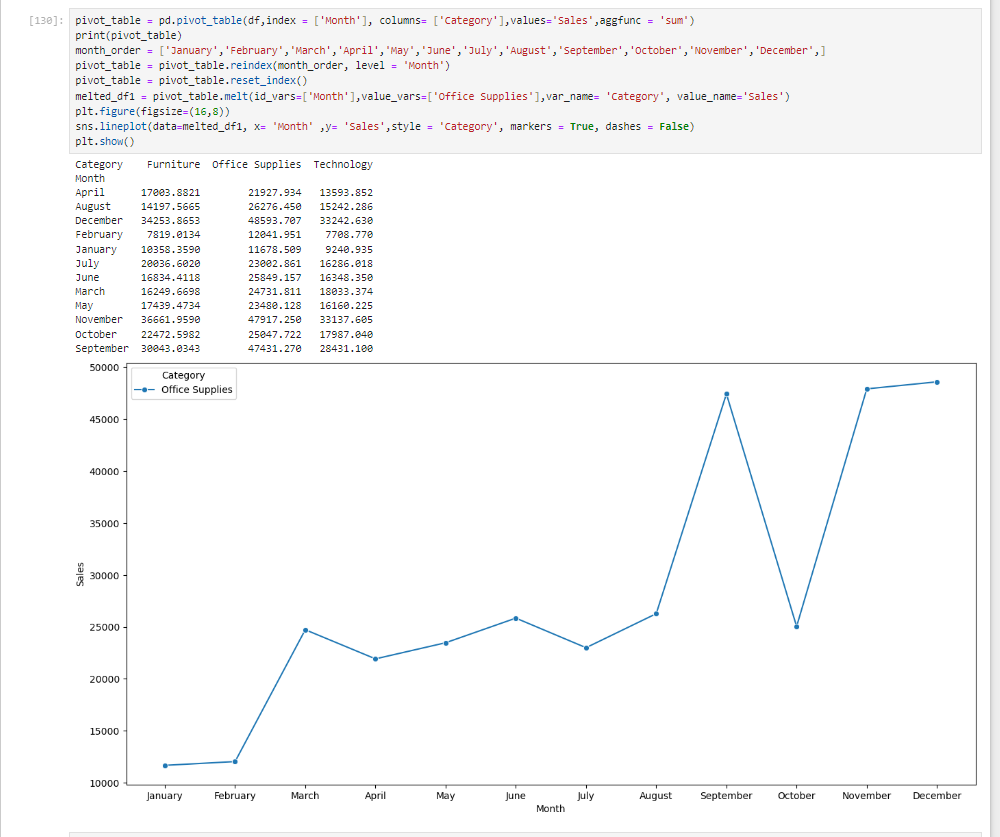 [130]: pivot_table = pd.pivot_table(df,index = ['Month'], columns= ['Category'],values='Sales',aggfunc = 'sum')
print(pivot_table)
month_order = ['January','February','March','April','May','June','July','August','September','October','November','December',]
pivot_table = pivot_table.reindex(month_order, level = 'Month')
pivot_table = pivot_table.reset_index()
melted_df1 = pivot_table.melt(id_vars=['Month'],value_vars=['Office Supplies'],var_name= 'Category', value_name='Sales')
plt.figure(figsize=(16,8))
sns.lineplot(data=melted_df1, x= 'Month' ,y= 'Sales',style = 'Category', markers = True, dashes = False)
plt.show()
Category Furniture Office Supplies Technology
Month
April 17003.8821 21927.934 13593.852
August 14197.5665 26276.450 15242.286
December 34253.8653 48593.707 33242.630
February 7819.0134 12041.951 7708.770
January 10358.3590 11678.509 9240.935
July 20036.6020 23002.861 16286.018
June 16834.4118 25849.157 16348.350
March 16249.6698 24731.811 18033.374
May 17439.4734 23480.128 16160.225
November 36661.9590 47917.250 33137.605
October 22472.5982 25047.722 17987.040
September 30043.0343 47431.270 28431.100
50000
Category
Office Supplies
45000
40000
35000
30000
Sales
25000
20000
15000
10000
January February March April May June July August September October November December
Month